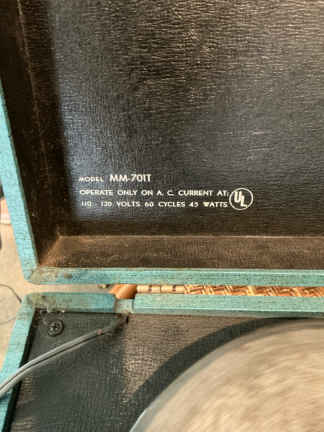 MODEL MM-701T
OPERATE ONLY ON A. C. CURRENT AT:
110 - 120 VOLTS 60 CYCLES 45 WATTS
UL